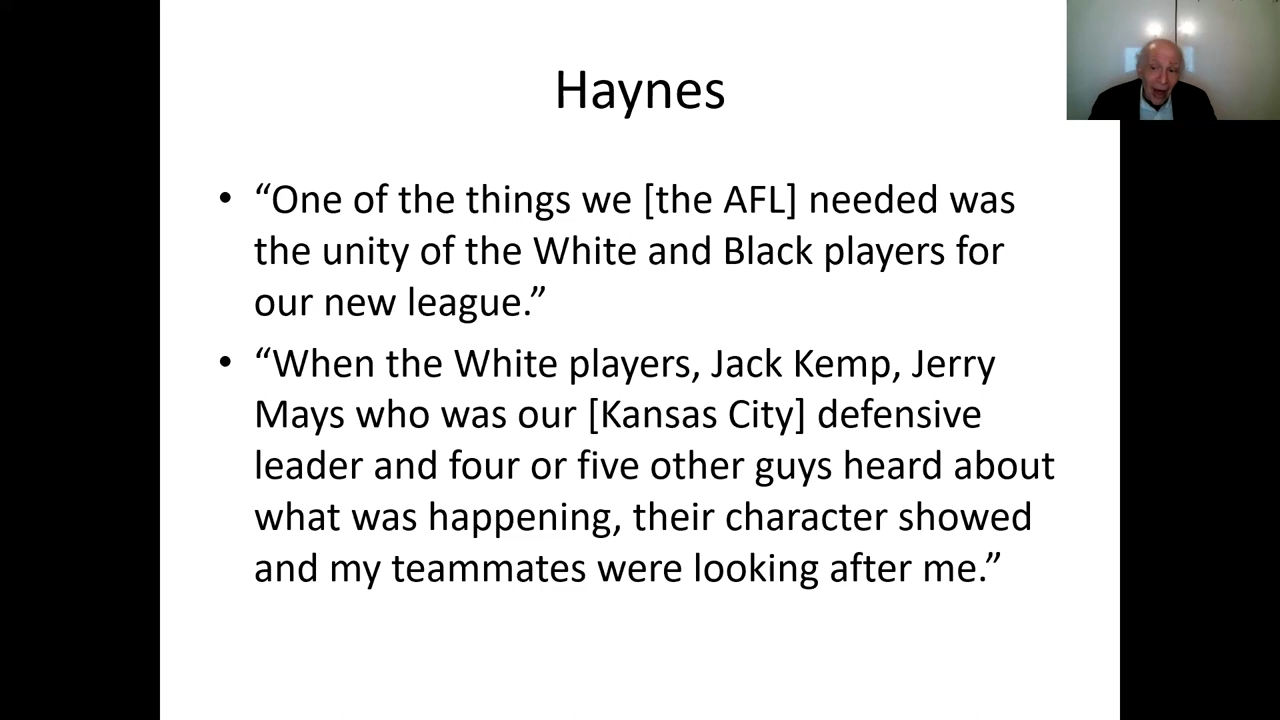 Haynes
• “One of the things we [the AFL] needed was
the unity of the White and Black players for
our new league.”
• “When the White players, Jack Kemp, Jerry
Mays who was our [Kansas City] defensive
leader and four or five other guys heard about
what was happening, their character showed
and my teammates were looking after me.”